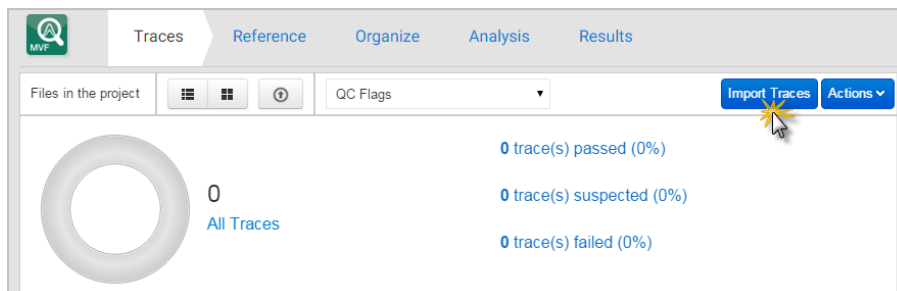 MVF
Traces Reference Organize Analysis Results
Files in the project QC Flags Import Traces Actions
0 trace(s) passed (0%)
0
All Traces
0 trace(s) suspected (0%)
0 trace(s) failed (0%)